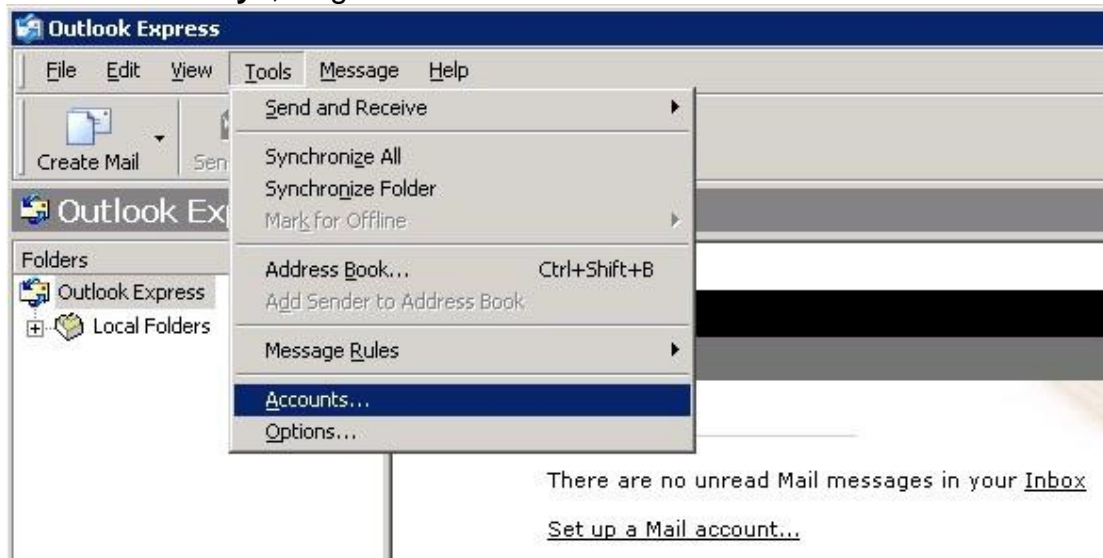 Outlook Express
File Edit View Tools Message Help
Send and Receive
Create Mail
Sen
Synchronize All
Synchronize Folder
Mark for Offline
Outlook Ex
Folders
Address Book... Ctrl+Shift+B
Outlook Express
Add Sender to Address Book
Local Folders
Message Rules
Accounts...
Options...
There are no unread Mail messages in your Inbox
Set up a Mail account...